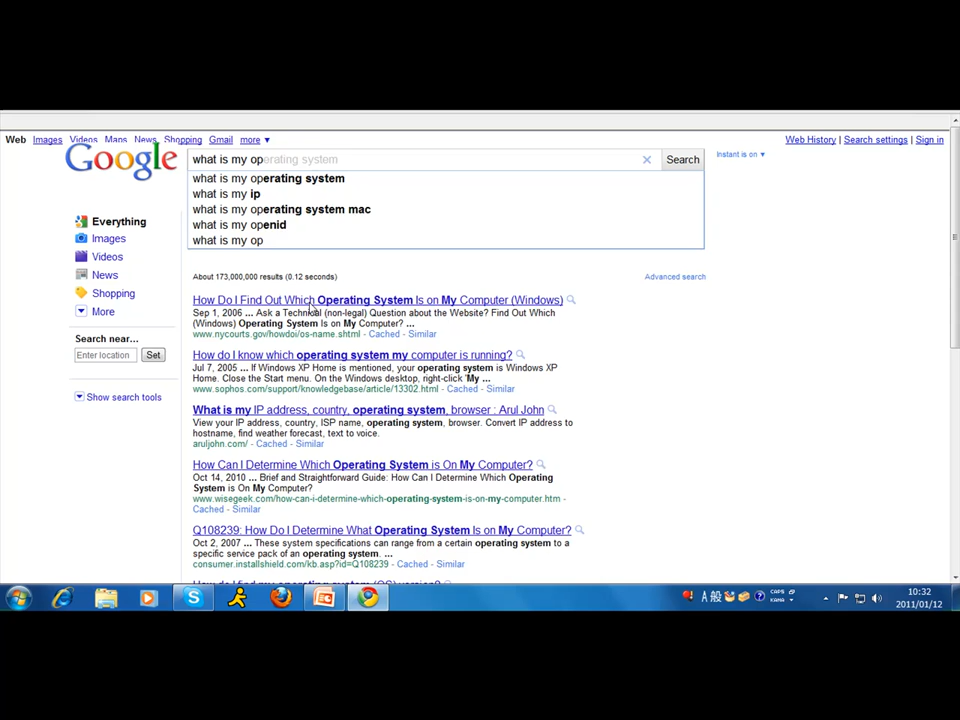 Web Images Videos Maps News Shopping Gmail more ▼ Web History | Search settings | Sign in
Google what is my operating system × Search Instant is on ▼
what is my operating system
what is my ip
what is my operating system mac
what is my openid
what is my op
Everything
Images
Videos
News
Shopping
More
Search near...
Enter location Set
Show search tools
About 173,000,000 results (0.12 seconds) Advanced search
How Do I Find Out Which Operating System Is on My Computer (Windows)
Sep 1, 2006 ... Ask a Technical (non-legal) Question about the Website? Find Out Which
(Windows) Operating System Is on My Computer? ...
www.nycourts.gov/howdoi/os-name.shtml - Cached - Similar
How do I know which operating system my computer is running?
Jul 7, 2005 ... If Windows XP Home is mentioned, your operating system is Windows XP
Home. Close the Start menu. On the Windows desktop, right-click 'My ...
www.sophos.com/support/knowledgebase/article/13302.html - Cached - Similar
What is my IP address, country, operating system, browser : Arul John
View your IP address, country, ISP name, operating system, browser. Convert IP address to
hostname, find weather forecast, text to voice.
aruljohn.com/ - Cached - Similar
How Can I Determine Which Operating System is On My Computer?
Oct 14, 2010 ... Brief and Straightforward Guide: How Can I Determine Which Operating
System is On My Computer?
www.wisegeek.com/how-can-i-determine-which-operating-system-is-on-my-computer.htm -
Cached - Similar
Q108239: How Do I Determine What Operating System Is on My Computer?
Oct 2, 2007 ... These system specifications can range from a certain operating system to a
specific service pack of an operating system. ...
consumer.installshield.com/kb.asp?id=Q108239 - Cached - Similar
How do I find my operating system (OS) version?
A 般 CAPS
KANA
10:32
2011/01/12